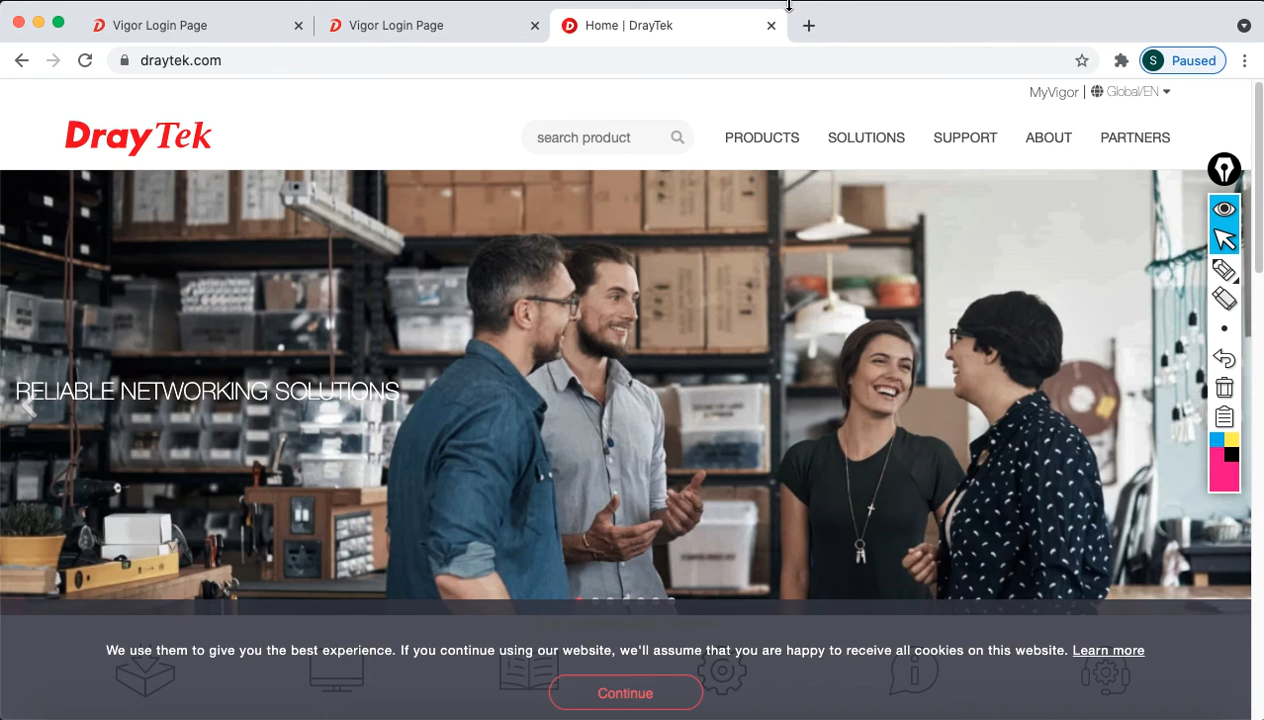 Vigor Login Page
Vigor Login Page
Home | DrayTek
draytek.com
S
Paused
MyVigor | Global/EN
DrayTek
search product
PRODUCTS
SOLUTIONS
SUPPORT
ABOUT
PARTNERS
RELIABLE NETWORKING SOLUTIONS
We use them to give you the best experience. If you continue using our website, we'll assume that you are happy to receive all cookies on this website. Learn more
Continue